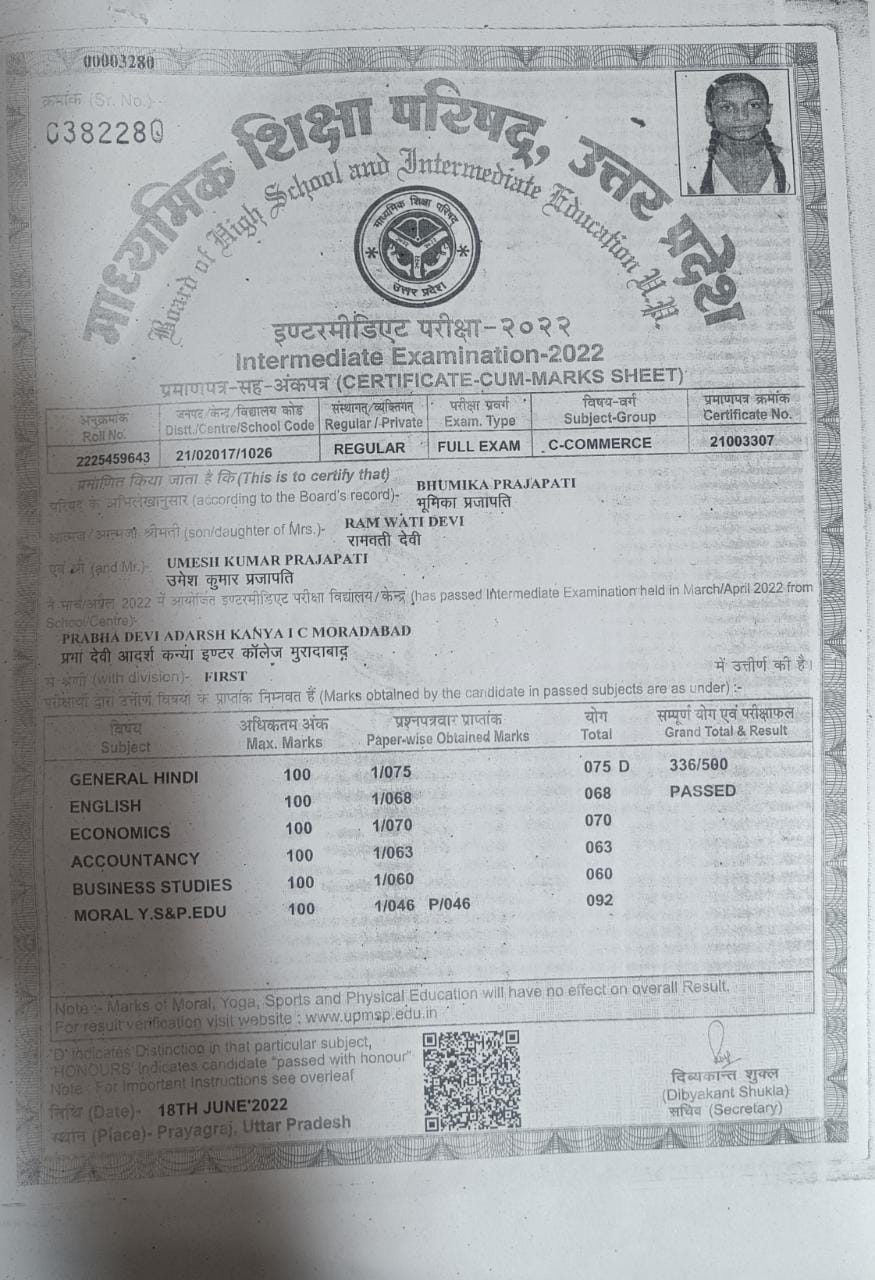 00003280
क्रमांक (Sr. No.)-
0382280
माध्यमिक शिक्षा परिषद्, उत्तर प्रदेश
Board of High School and Intermediate Education U.P.
माध्यमिक शिक्षा परिषद्
उत्तर प्रदेश
इण्टरमीडिएट परीक्षा-२०२२
Intermediate Examination-2022
प्रमाणपत्र-सह-अंकपत्र (CERTIFICATE-CUM-MARKS SHEET)
अनुक्रमांक जनपद/केन्द्र/विद्यालय कोड संस्थागत/व्यक्तिगत परीक्षा प्रवर्ग विषय-वर्ग प्रमाणपत्र क्रमांक
Roll No. Distt./Centre/School Code Regular / Private Exam. Type Subject-Group Certificate No.
2225459643 21/02017/1026 REGULAR FULL EXAM C-COMMERCE 21003307
प्रमाणित किया जाता है कि (This is to certify that)
परिषद के अभिलेखानुसार (according to the Board's record)- BHUMIKA PRAJAPATI
भूमिका प्रजापति
आत्मज/आत्मजा श्रीमती (son/daughter of Mrs.)- RAM WATI DEVI
रामवती देवी
एवं श्री (and Mr.)- UMESH KUMAR PRAJAPATI
उमेश कुमार प्रजापति
ने मार्च/अप्रैल 2022 में आयोजित इण्टरमीडिएट परीक्षा विद्यालय/केन्द्र (has passed Intermediate Examination held in March/April 2022 from
School/Centre)-
PRABHA DEVI ADARSH KANYA I C MORADABAD
प्रभा देवी आदर्श कन्या इण्टर कॉलेज मुरादाबाद
से श्रेणी (with division)- FIRST में उत्तीर्ण की है।
परीक्षार्थी द्वारा उत्तीर्ण विषयों के प्राप्तांक निम्नवत हैं (Marks obtained by the candidate in passed subjects are as under) :-
विषय अधिकतम अंक प्रश्नपत्रवार प्राप्तांक योग सम्पूर्ण योग एवं परीक्षाफल
Subject Max. Marks Paper-wise Obtained Marks Total Grand Total & Result
GENERAL HINDI 100 1/075 075 D 336/500
ENGLISH 100 1/068 068 PASSED
ECONOMICS 100 1/070 070
ACCOUNTANCY 100 1/063 063
BUSINESS STUDIES 100 1/060 060
MORAL Y.S&P.EDU 100 1/046 P/046 092
Note :- Marks of Moral, Yoga, Sports and Physical Education will have no effect on overall Result.
For result verification visit website : www.upmsp.edu.in
'D' indicates Distinction in that particular subject,
'HONOURS' indicates candidate "passed with honour"
Note : For Important Instructions see overleaf
तिथि (Date)- 18TH JUNE'2022
स्थान (Place)- Prayagraj, Uttar Pradesh
दिव्यकान्त शुक्ल
(Dibyakant Shukla)
सचिव (Secretary)